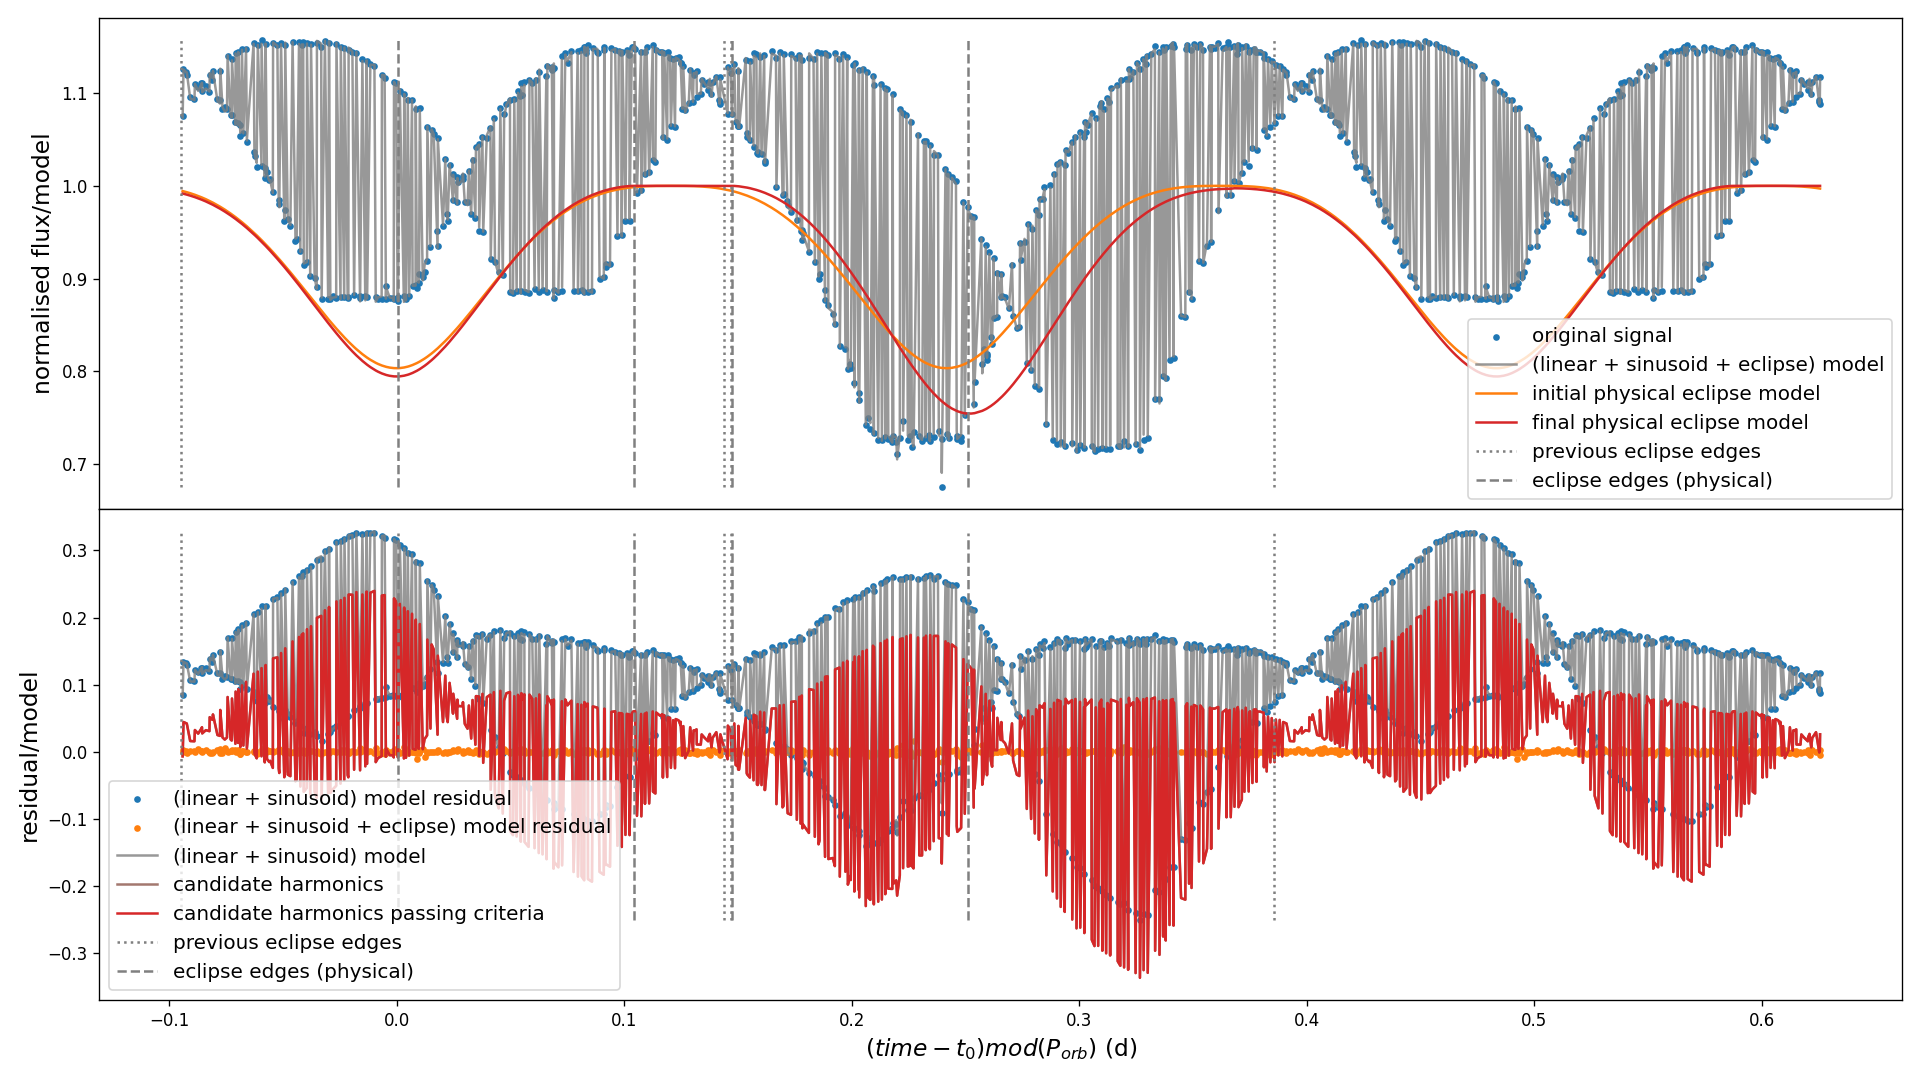 normalised flux/model
1.1
1.0
0.9
0.8
0.7
original signal
(linear + sinusoid + eclipse) model
initial physical eclipse model
final physical eclipse model
previous eclipse edges
eclipse edges (physical)
residual/model
0.3
0.2
0.1
0.0
−0.1
−0.2
−0.3
(linear + sinusoid) model residual
(linear + sinusoid + eclipse) model residual
(linear + sinusoid) model
candidate harmonics
candidate harmonics passing criteria
previous eclipse edges
eclipse edges (physical)
−0.1 0.0 0.1 0.2 0.3 0.4 0.5 0.6
(time − t₀)mod(Pₒᵣᵦ) (d)